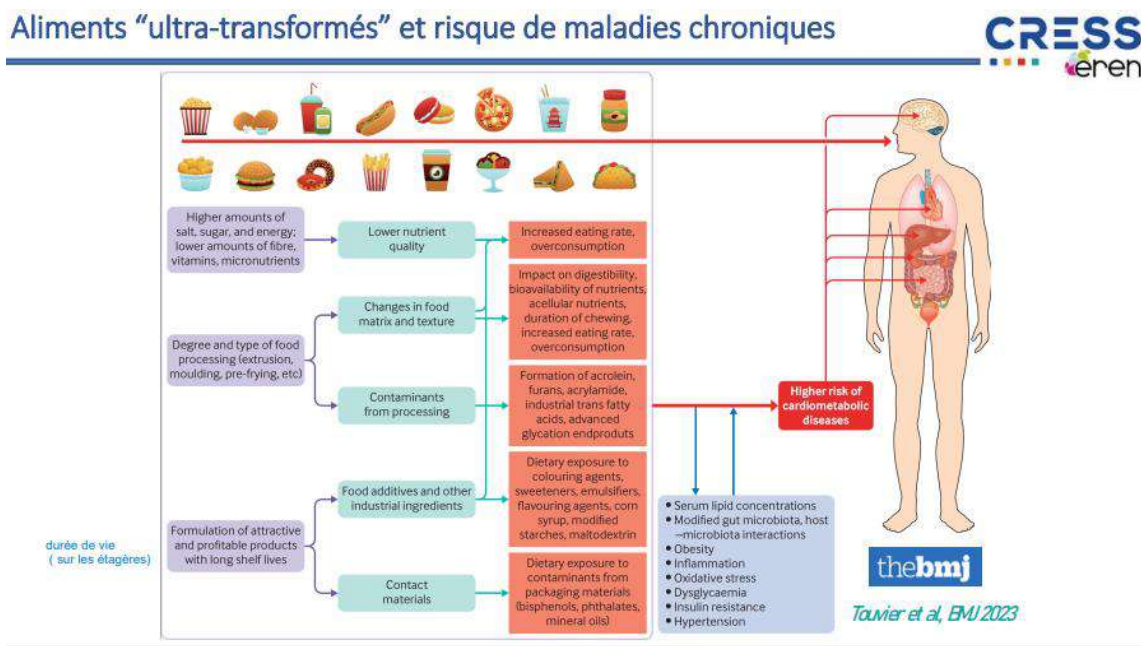 Aliments “ultra-transformés” et risque de maladies chroniques
CRESS
eren
Higher amounts of
salt, sugar, and energy;
lower amounts of fibre,
vitamins, micronutrients
Lower nutrient
quality
Increased eating rate,
overconsumption
Degree and type of food
processing (extrusion,
moulding, pre-frying, etc)
Changes in food
matrix and texture
Impact on digestibility,
bioavailability of nutrients,
acellular nutrients,
duration of chewing,
increased eating rate,
overconsumption
Contaminants
from processing
Formation of acrolein,
furans, acrylamide,
industrial trans fatty
acids, advanced
glycation endproduts
Higher risk of
cardiometabolic
diseases
durée de vie
( sur les étagères)
Formulation of attractive
and profitable products
with long shelf lives
Food additives and other
industrial ingredients
Dietary exposure to
colouring agents,
sweeteners, emulsifiers,
flavouring agents, corn
syrup, modified
starches, maltodextrin
Contact
materials
Dietary exposure to
contaminants from
packaging materials
(bisphenols, phthalates,
mineral oils)
• Serum lipid concentrations
• Modified gut microbiota, host
–microbiota interactions
• Obesity
• Inflammation
• Oxidative stress
• Dysglycaemia
• Insulin resistance
• Hypertension
thebmj
Touvier et al, BMJ 2023